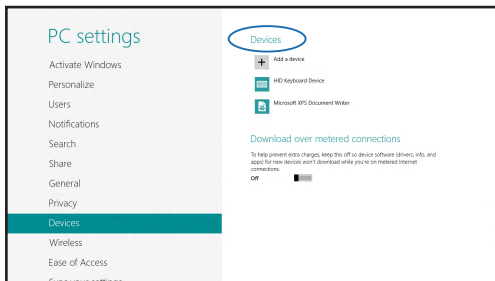 PC settings
Activate Windows
Personalize
Users
Notifications
Search
Share
General
Privacy
Devices
Wireless
Ease of Access
Sync your settings
Devices
Add a device
HID Keyboard Device
Microsoft XPS Document Writer
Download over metered connections
To help prevent extra charges, keep this off so device software (drivers, info, and
apps) for new devices won't download while you're on metered Internet
connections.
Off